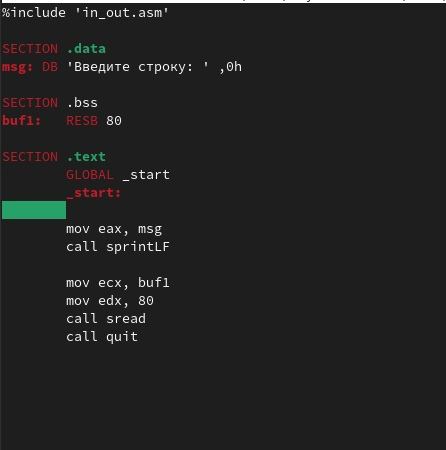 %include 'in_out.asm'
SECTION .data
msg: DB 'Введите строку: ' ,0h
SECTION .bss
buf1: RESB 80
SECTION .text
GLOBAL _start
_start:
mov eax, msg
call sprintLF
mov ecx, buf1
mov edx, 80
call sread
call quit